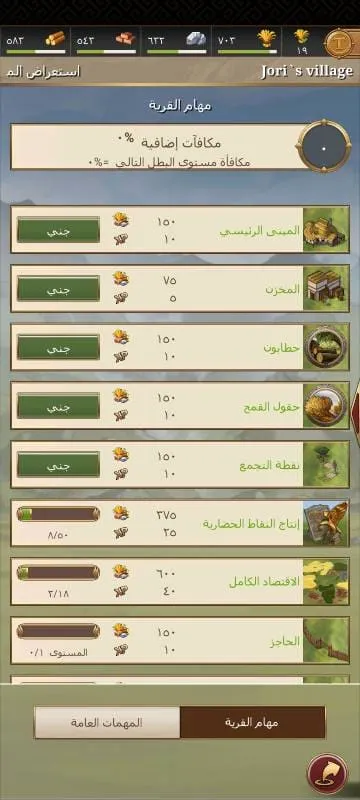 ٥٨٣ ٥٤٣ ٦٣٢ ٧٠٣ ١٩
Jori`s village استعراض الم
مهام القرية
مكافآت إضافية ٠%
مكافأة مستوى البطل التالي =٠%
المبنى الرئيسي ١٥٠ ١٠ جني
المخزن ٧٥ ٥ جني
حطابون ١٥٠ ١٠ جني
حقول القمح ١٥٠ ١٠ جني
نقطة التجمع ١٥٠ ١٠ جني
إنتاج النقاط الحضارية ٣٧٥ ٢٥ ٨/٥٠
الاقتصاد الكامل ٦٠٠ ٤٠ ٢/١٨
الحاجز ١٥٠ ١٠ المستوى ٠/١
مهام القرية المهمات العامة